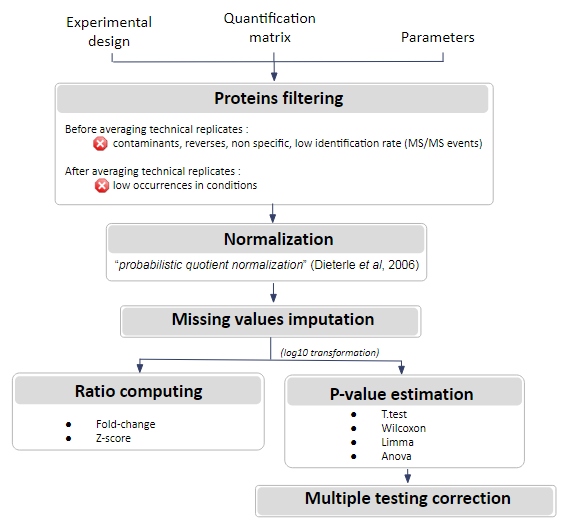 Experimental
design
Quantification
matrix
Parameters
Proteins filtering
Before averaging technical replicates :
contaminants, reverses, non specific, low identification rate (MS/MS events)
After averaging technical replicates :
low occurrences in conditions
Normalization
“probabilistic quotient normalization” (Dieterle et al, 2006)
Missing values imputation
(log10 transformation)
Ratio computing
● Fold-change
● Z-score
P-value estimation
● T.test
● Wilcoxon
● Limma
● Anova
Multiple testing correction